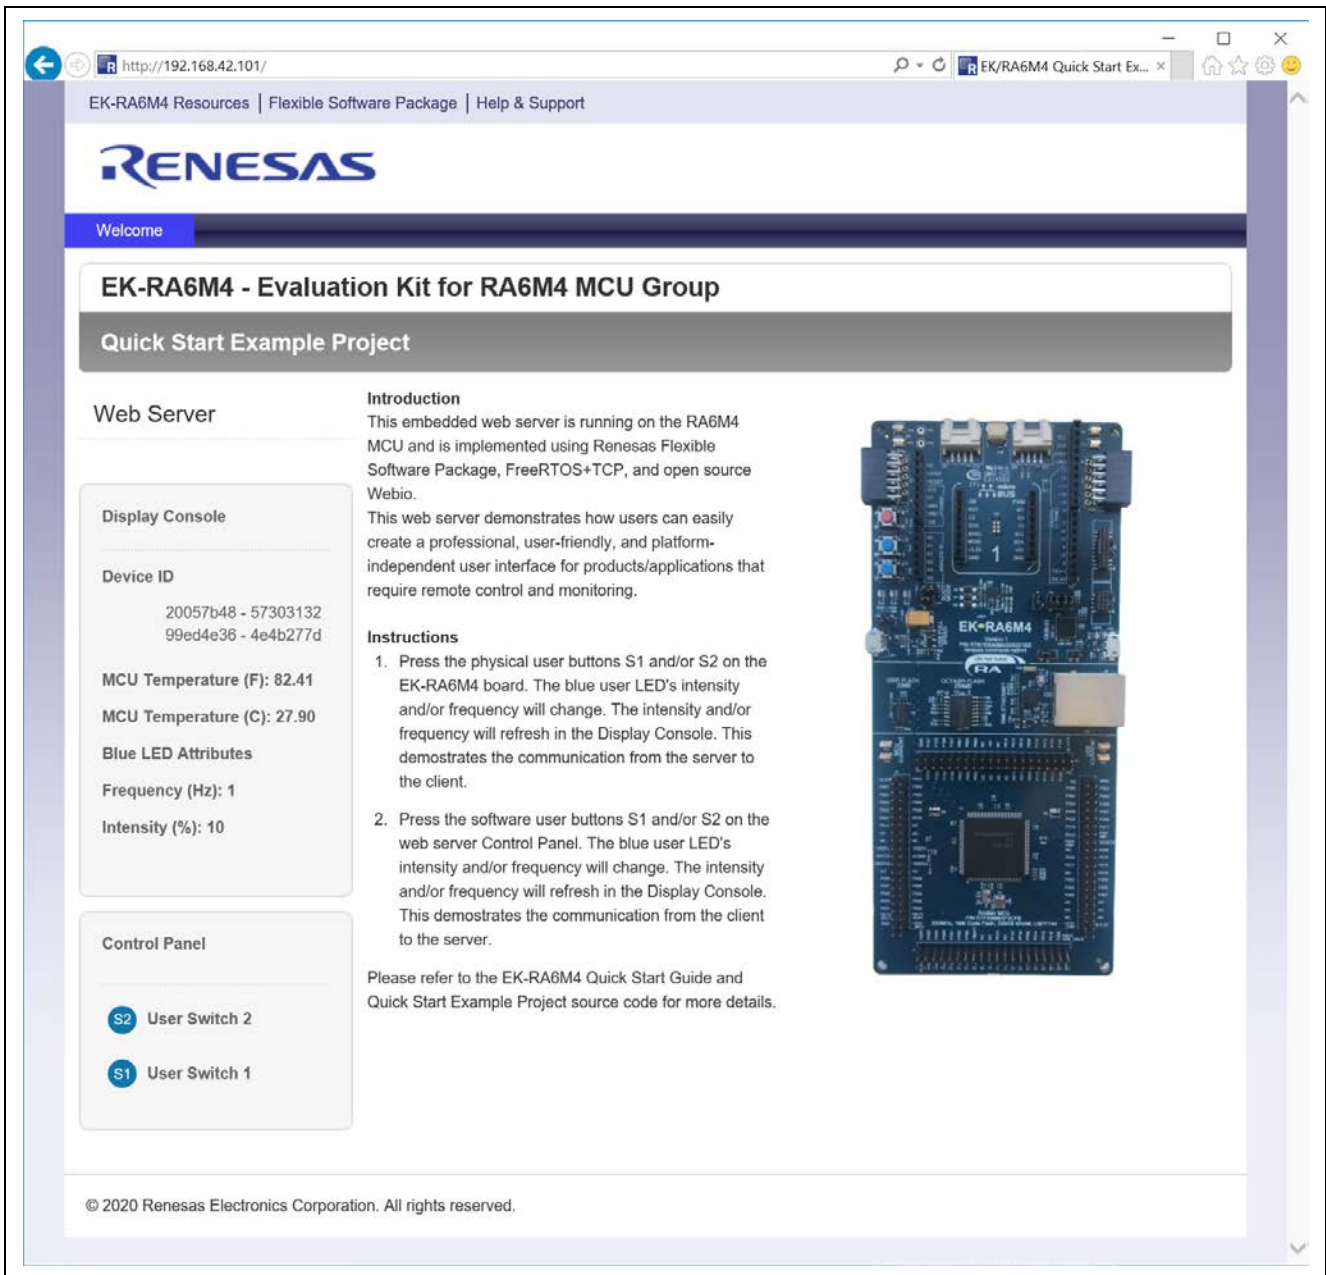 http://192.168.42.101/
EK/RA6M4 Quick Start Ex...
EK-RA6M4 Resources | Flexible Software Package | Help & Support
RENESAS
Welcome
EK-RA6M4 - Evaluation Kit for RA6M4 MCU Group
Quick Start Example Project
Web Server
Display Console
Device ID
20057b48 - 57303132
99ed4e36 - 4e4b277d
MCU Temperature (F): 82.41
MCU Temperature (C): 27.90
Blue LED Attributes
Frequency (Hz): 1
Intensity (%): 10
Control Panel
S2 User Switch 2
S1 User Switch 1
Introduction
This embedded web server is running on the RA6M4
MCU and is implemented using Renesas Flexible
Software Package, FreeRTOS+TCP, and open source
Webio.
This web server demonstrates how users can easily
create a professional, user-friendly, and platform-
independent user interface for products/applications that
require remote control and monitoring.
Instructions
1. Press the physical user buttons S1 and/or S2 on the
EK-RA6M4 board. The blue user LED's intensity
and/or frequency will change. The intensity and/or
frequency will refresh in the Display Console. This
demostrates the communication from the server to
the client.
2. Press the software user buttons S1 and/or S2 on the
web server Control Panel. The blue user LED's
intensity and/or frequency will change. The intensity
and/or frequency will refresh in the Display Console.
This demostrates the communication from the client
to the server.
Please refer to the EK-RA6M4 Quick Start Guide and
Quick Start Example Project source code for more details.
BUS
1
EK-RA6M4
RA
© 2020 Renesas Electronics Corporation. All rights reserved.